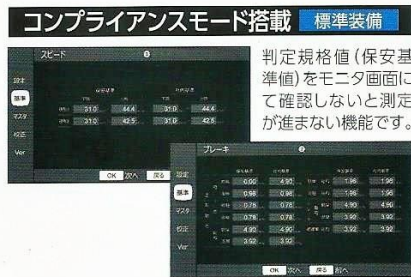 コンプライアンスモード搭載 標準装備
判定規格値(保安基
準値)をモニタ画面に
て確認しないと測定
が進まない機能です。
スピード
設定
基準
マスタ
校正
Ver
31.0 44.4 31.0 44.4
31.0 42.5 31.0 42.5
OK 次へ 戻る
ブレーキ
設定
基準
マスタ
校正
Ver
0.00 4.90 1.96 1.96
0.98 0.98 1.96 1.96
0.78 0.78 4.90 4.90
0.78 0.78 3.92 3.92
4.90 4.90 3.92 3.92
3.92 3.92
OK 次へ 戻る 前へ